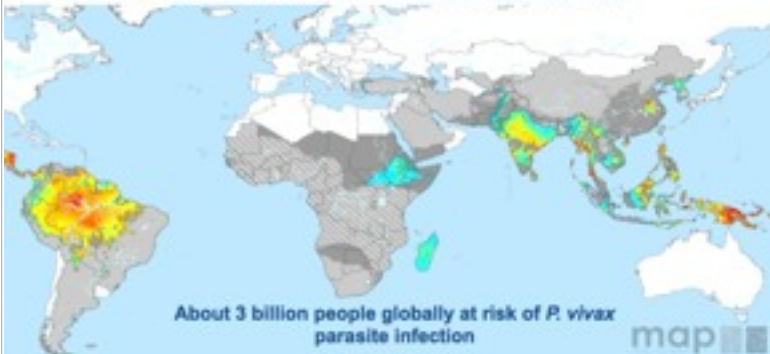 About 3 billion people globally at risk of P. vivax
parasite infection
map